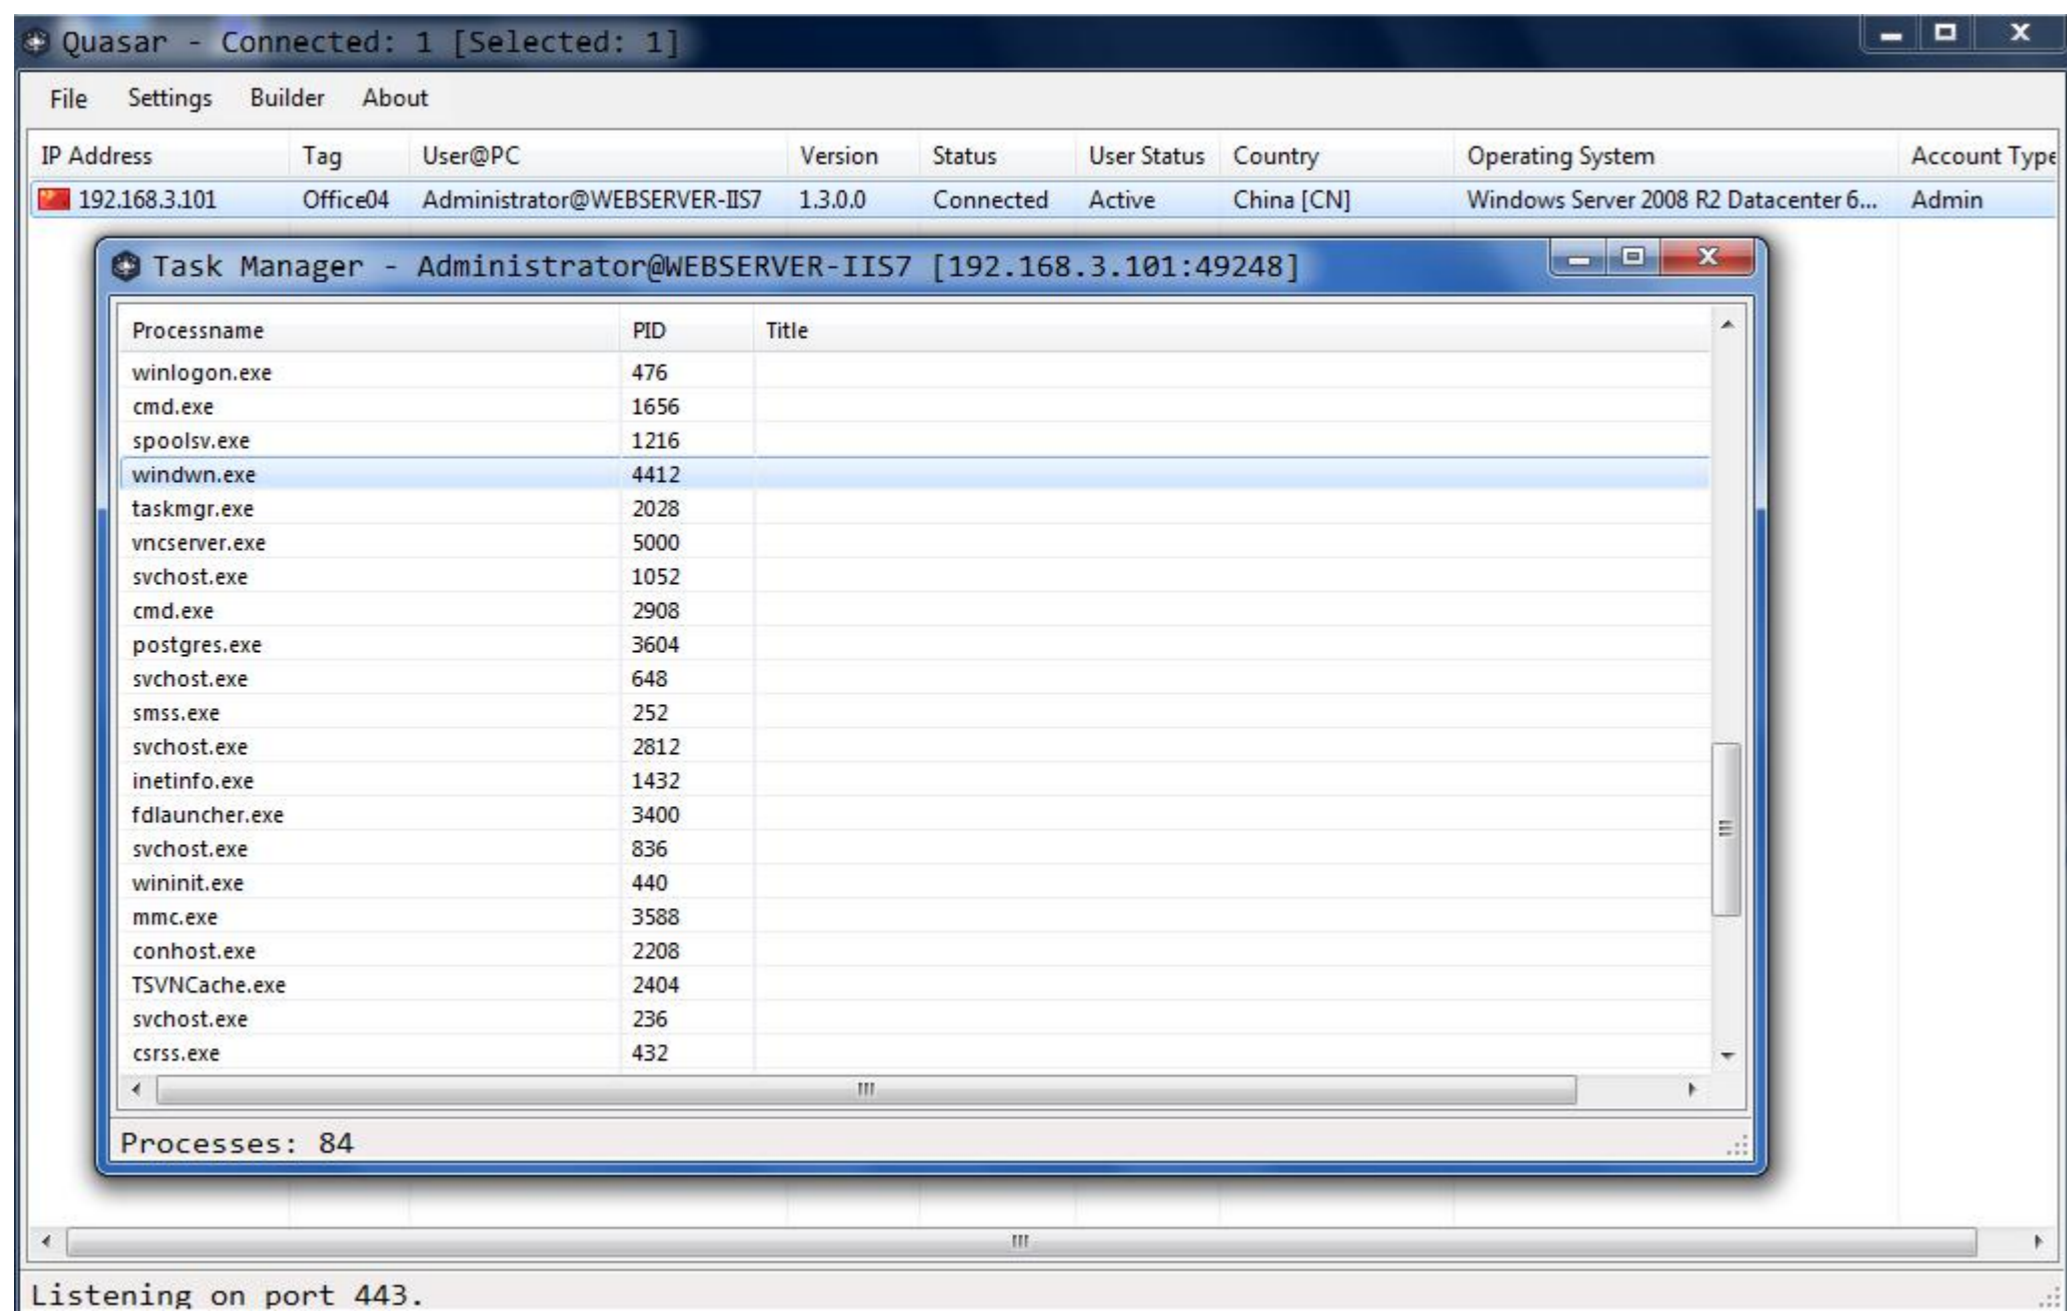 Quasar - Connected: 1 [Selected: 1]
File Settings Builder About
IP Address Tag User@PC Version Status User Status Country Operating System Account Type
192.168.3.101 Office04 Administrator@WEBSERVER-IIS7 1.3.0.0 Connected Active China [CN] Windows Server 2008 R2 Datacenter 6... Admin
Task Manager - Administrator@WEBSERVER-IIS7 [192.168.3.101:49248]
Processname PID Title
winlogon.exe 476
cmd.exe 1656
spoolsv.exe 1216
windwn.exe 4412
taskmgr.exe 2028
vncserver.exe 5000
svchost.exe 1052
cmd.exe 2908
postgres.exe 3604
svchost.exe 648
smss.exe 252
svchost.exe 2812
inetinfo.exe 1432
fdlauncher.exe 3400
svchost.exe 836
wininit.exe 440
mmc.exe 3588
conhost.exe 2208
TSVNCache.exe 2404
svchost.exe 236
csrss.exe 432
Processes: 84
Listening on port 443.